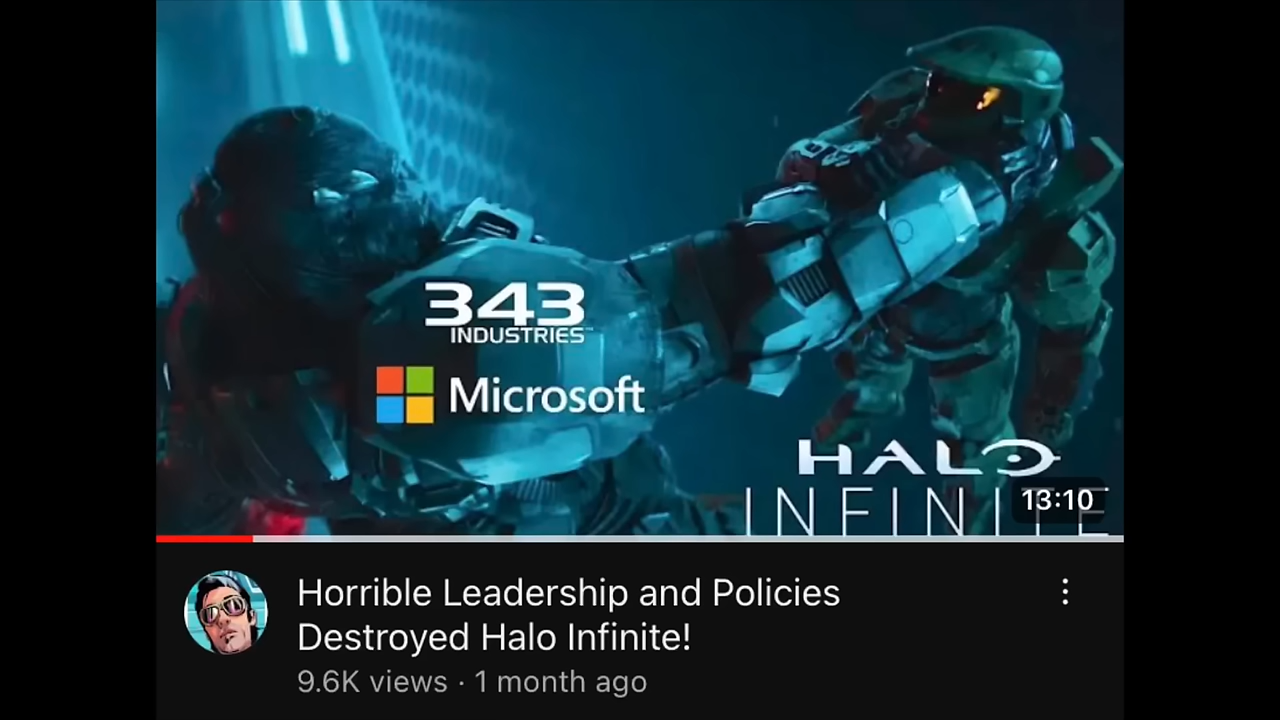 343
INDUSTRIES™
Microsoft
HALO
INFINITE
13:10
Horrible Leadership and Policies
Destroyed Halo Infinite!
9.6K views · 1 month ago